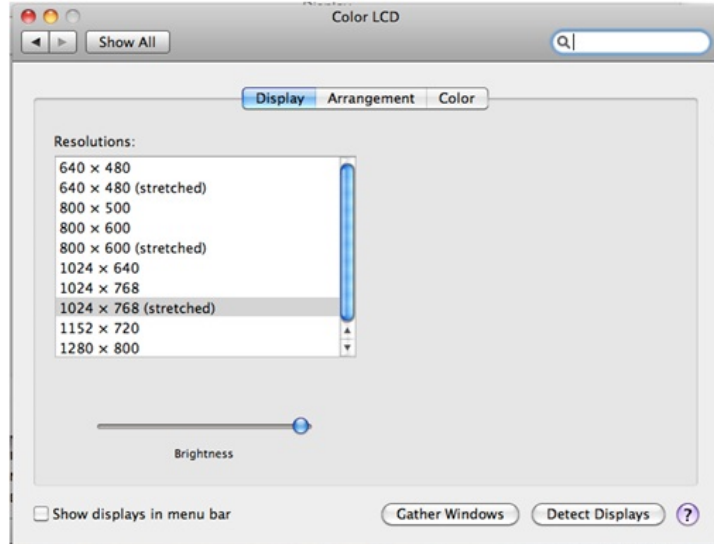 Color LCD
Show All
Display Arrangement Color
Resolutions:
640 × 480
640 × 480 (stretched)
800 × 500
800 × 600
800 × 600 (stretched)
1024 × 640
1024 × 768
1024 × 768 (stretched)
1152 × 720
1280 × 800
Brightness
Show displays in menu bar Gather Windows Detect Displays ?